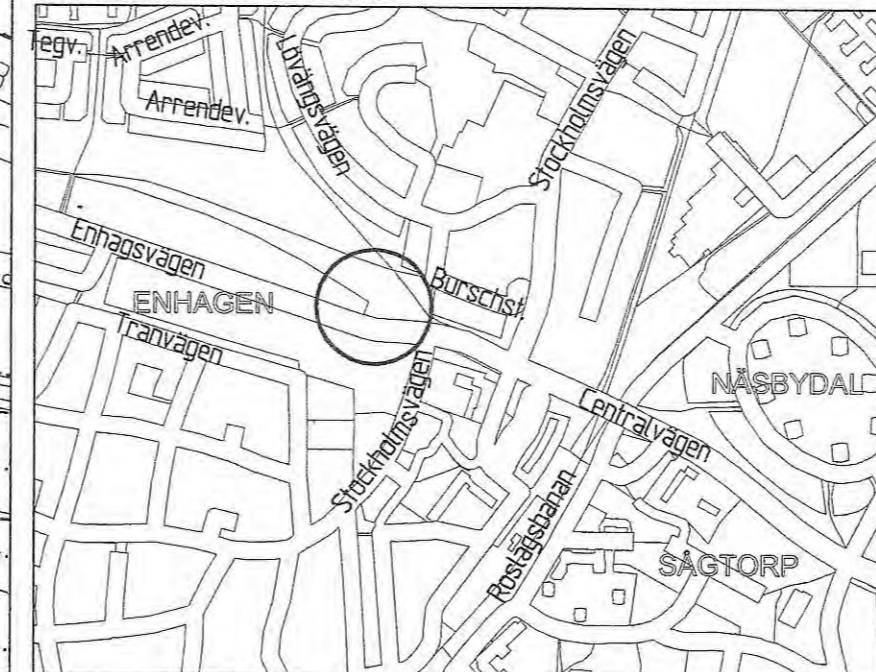 Tegv.
Arrendev.
Arrendev.
Lövängsvägen
Stockholmsvägen
Enhagsvägen
ENHAGEN
Burschst.
Tranvägen
Stockholmsvägen
NÄSBYDAL
Centralvägen
Roslagsbanan
SÅGTORP